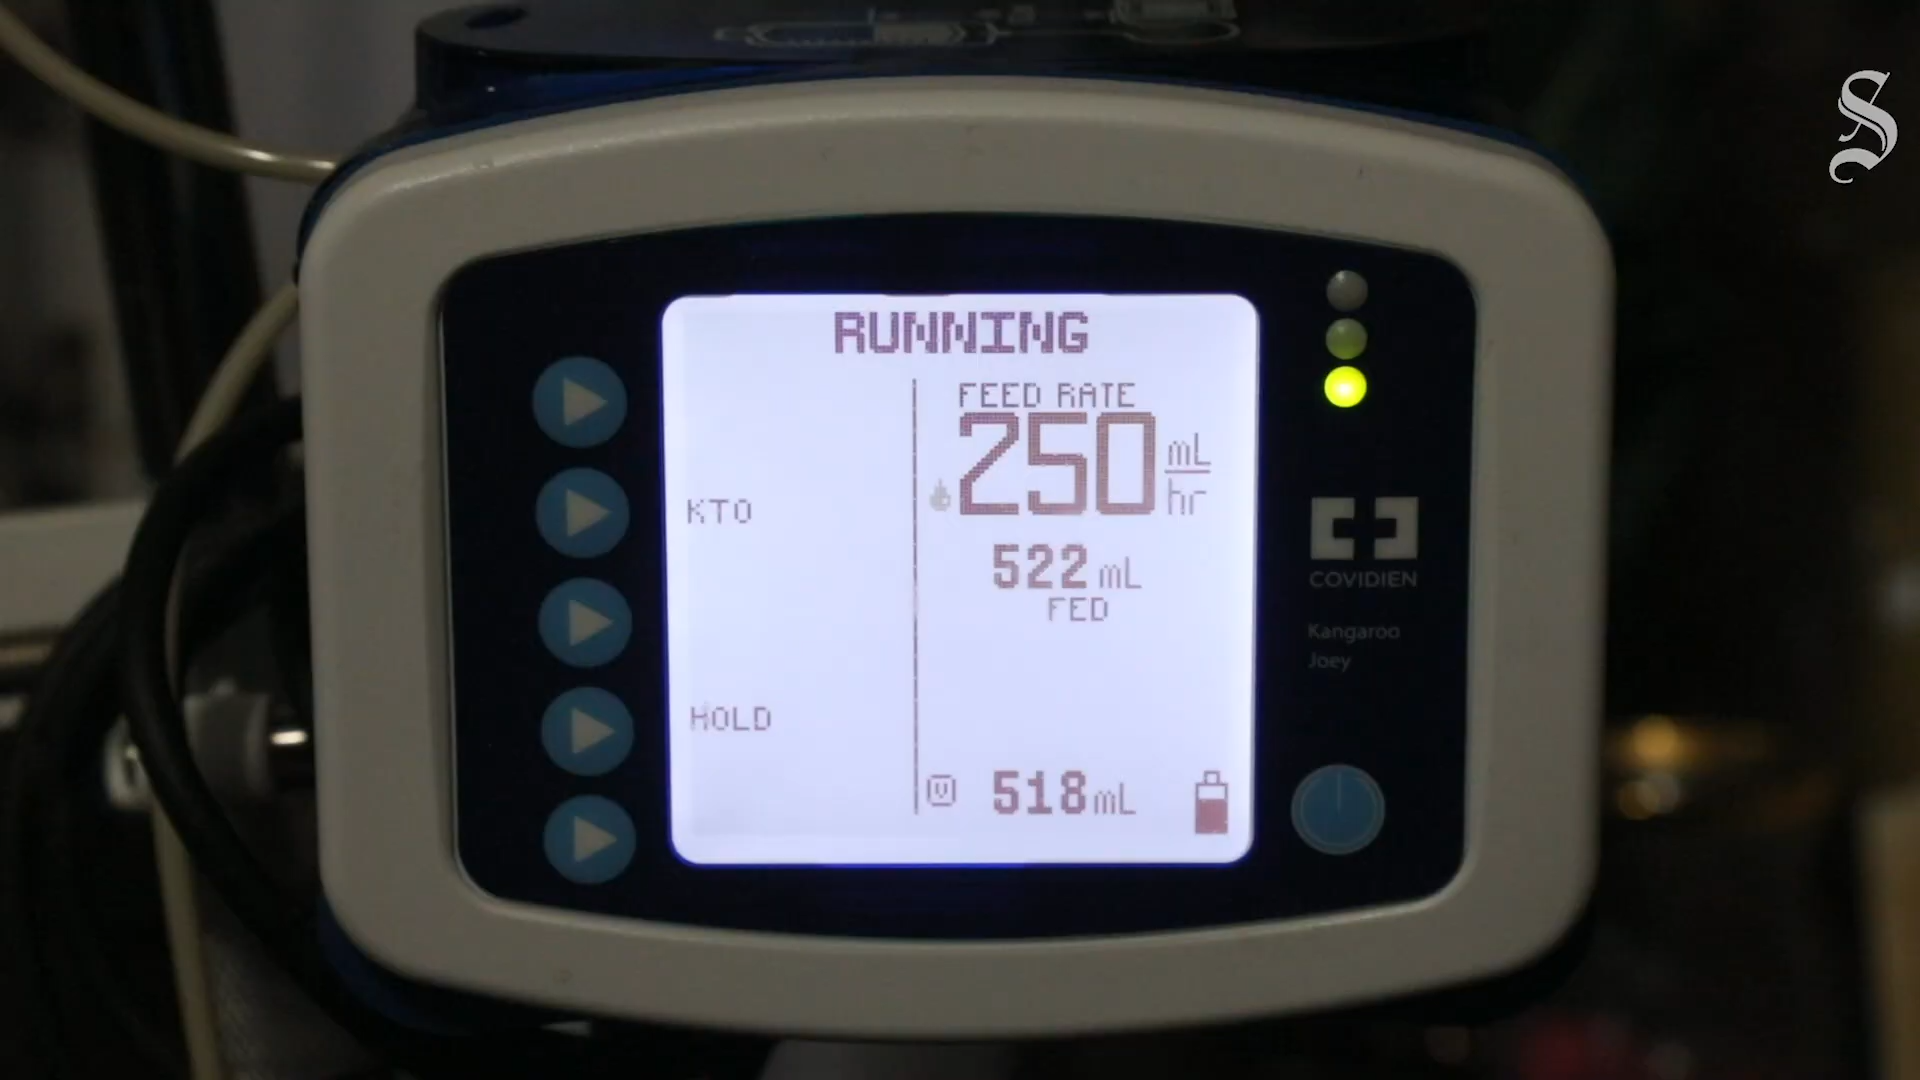 S
RUNNING
FEED RATE
250 mL/hr
KTO
522 mL
FED
HOLD
518 mL
COVIDIEN
Kangaroo
Joey